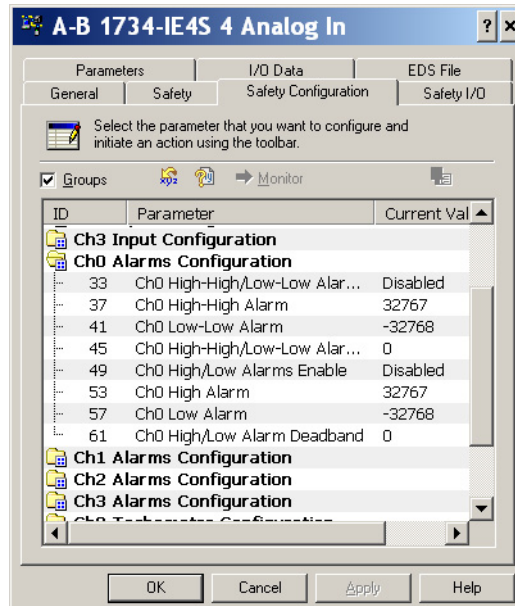 A-B 1734-IE4S 4 Analog In
? ×
Parameters I/O Data EDS File
General Safety Safety Configuration Safety I/O
Select the parameter that you want to configure and
initiate an action using the toolbar.
Groups xyz Monitor
ID Parameter Current Val
Ch3 Input Configuration
Ch0 Alarms Configuration
33 Ch0 High-High/Low-Low Alar... Disabled
37 Ch0 High-High Alarm 32767
41 Ch0 Low-Low Alarm -32768
45 Ch0 High-High/Low-Low Alar... 0
49 Ch0 High/Low Alarms Enable Disabled
53 Ch0 High Alarm 32767
57 Ch0 Low Alarm -32768
61 Ch0 High/Low Alarm Deadband 0
Ch1 Alarms Configuration
Ch2 Alarms Configuration
Ch3 Alarms Configuration
Ch0 Tachometer Configuration
OK Cancel Apply Help